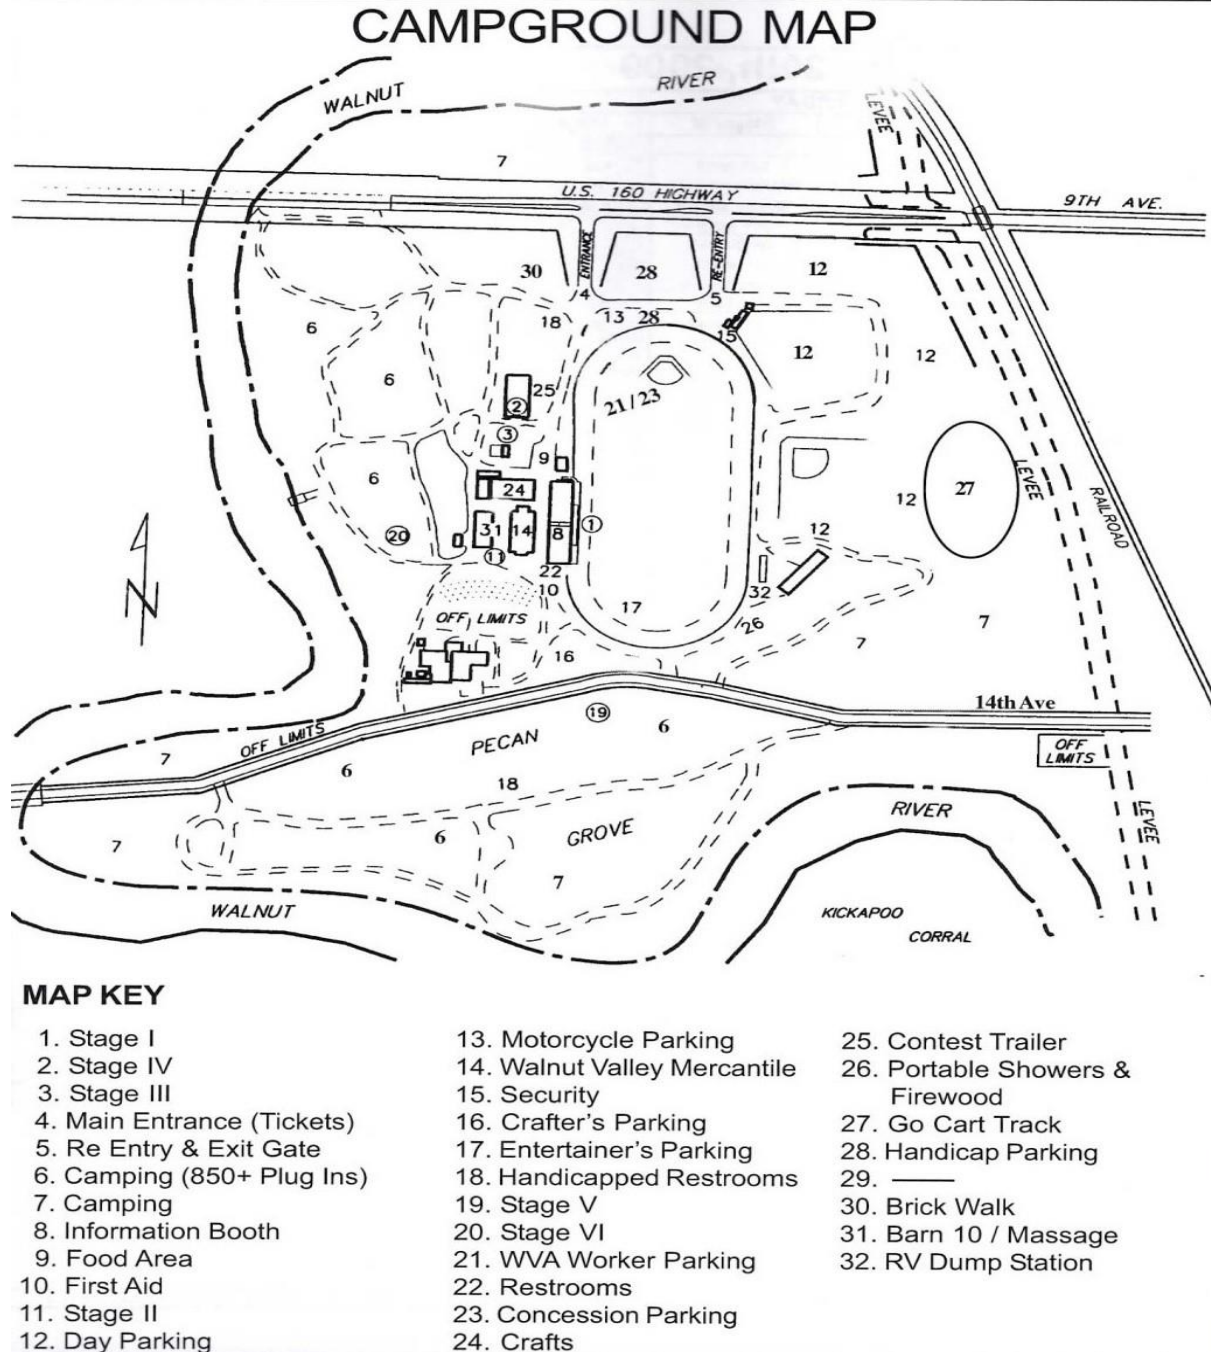 CAMPGROUND MAP
WALNUT
RIVER
LEVEE
7
U.S. 160 HIGHWAY
9TH AVE.
ENTRANCE
RE-ENTRY
30
28
12
4
5
6
18
13
28
15
12
12
6
25
21/23
2
3
9
6
24
12
27
LEVEE
RAILROAD
20
31
14
8
1
12
11
22
10
32
OFF LIMITS
17
26
7
7
16
N
14th Ave
19
6
OFF LIMITS
PECAN
OFF
LIMITS
7
6
18
RIVER
LEVEE
7
6
GROVE
7
WALNUT
KICKAPOO
CORRAL
MAP KEY
1. Stage I
2. Stage IV
3. Stage III
4. Main Entrance (Tickets)
5. Re Entry & Exit Gate
6. Camping (850+ Plug Ins)
7. Camping
8. Information Booth
9. Food Area
10. First Aid
11. Stage II
12. Day Parking
13. Motorcycle Parking
14. Walnut Valley Mercantile
15. Security
16. Crafter's Parking
17. Entertainer's Parking
18. Handicapped Restrooms
19. Stage V
20. Stage VI
21. WVA Worker Parking
22. Restrooms
23. Concession Parking
24. Crafts
25. Contest Trailer
26. Portable Showers &
Firewood
27. Go Cart Track
28. Handicap Parking
29. ——
30. Brick Walk
31. Barn 10 / Massage
32. RV Dump Station